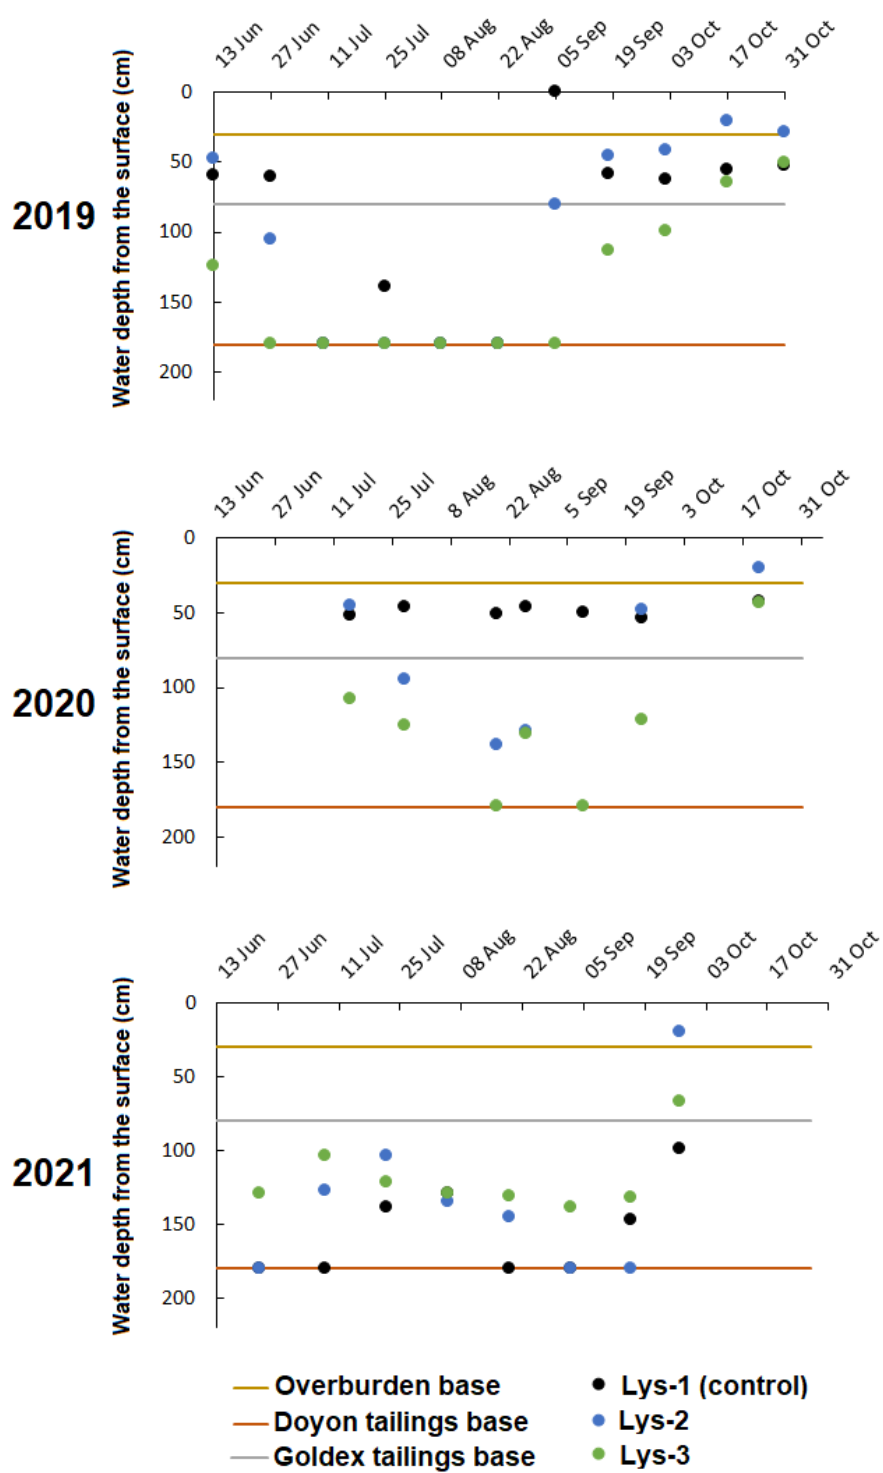 13 Jun 27 Jun 11 Jul 25 Jul 08 Aug 22 Aug 05 Sep 19 Sep 03 Oct 17 Oct 31 Oct
2019
Water depth from the surface (cm)
0
50
100
150
200
13 Jun 27 Jun 11 Jul 25 Jul 8 Aug 22 Aug 5 Sep 19 Sep 3 Oct 17 Oct 31 Oct
2020
Water depth from the surface (cm)
0
50
100
150
200
13 Jun 27 Jun 11 Jul 25 Jul 08 Aug 22 Aug 05 Sep 19 Sep 03 Oct 17 Oct 31 Oct
2021
Water depth from the surface (cm)
0
50
100
150
200
Overburden base Lys-1 (control)
Doyon tailings base Lys-2
Goldex tailings base Lys-3